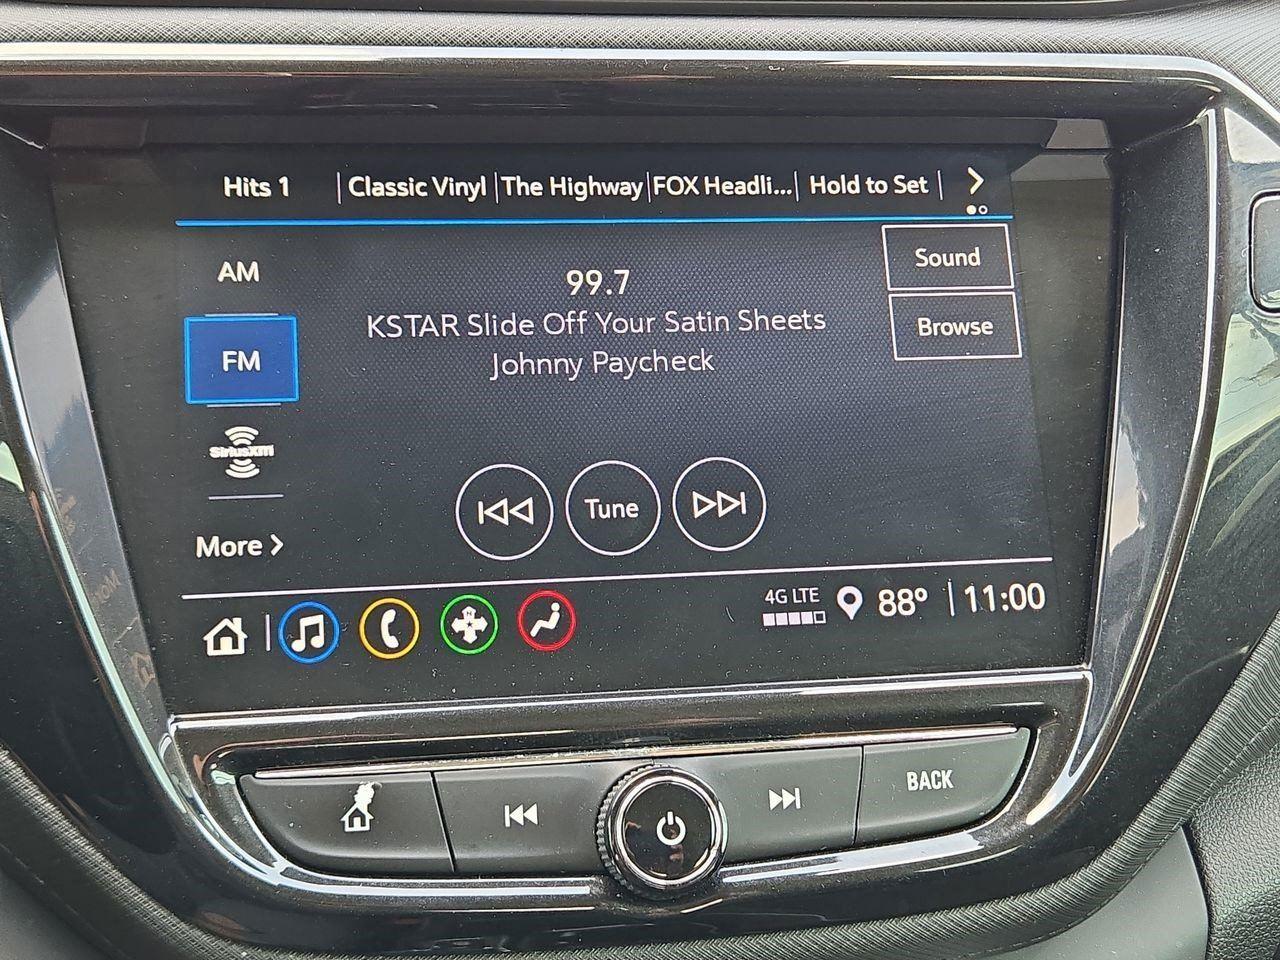 Hits 1 | Classic Vinyl | The Highway | FOX Headli... | Hold to Set |
AM
FM
SiriusXM
More
99.7
KSTAR Slide Off Your Satin Sheets
Johnny Paycheck
Sound
Browse
Tune
N
4G LTE
88° | 11:00
BACK